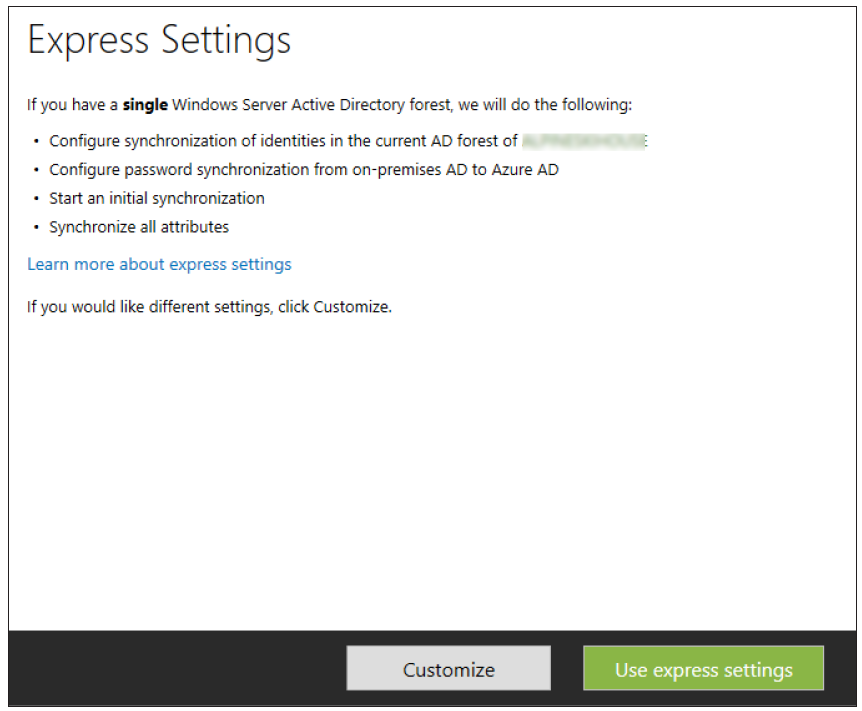 Express Settings
If you have a single Windows Server Active Directory forest, we will do the following:
• Configure synchronization of identities in the current AD forest of
• Configure password synchronization from on-premises AD to Azure AD
• Start an initial synchronization
• Synchronize all attributes
Learn more about express settings
If you would like different settings, click Customize.
Customize
Use express settings